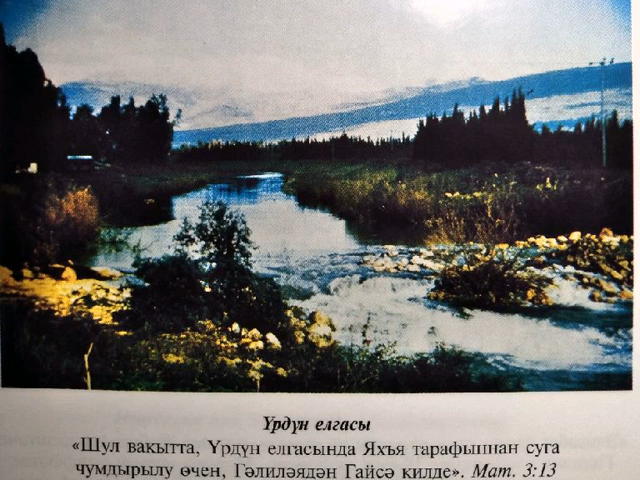 Үрдүн елгасы
«Шул вакытта, Үрдүн елгасында Яхъя тарафыннан суга
чумдырылу өчен, Гәлиләядән Гайсә килде». Мат. 3:13